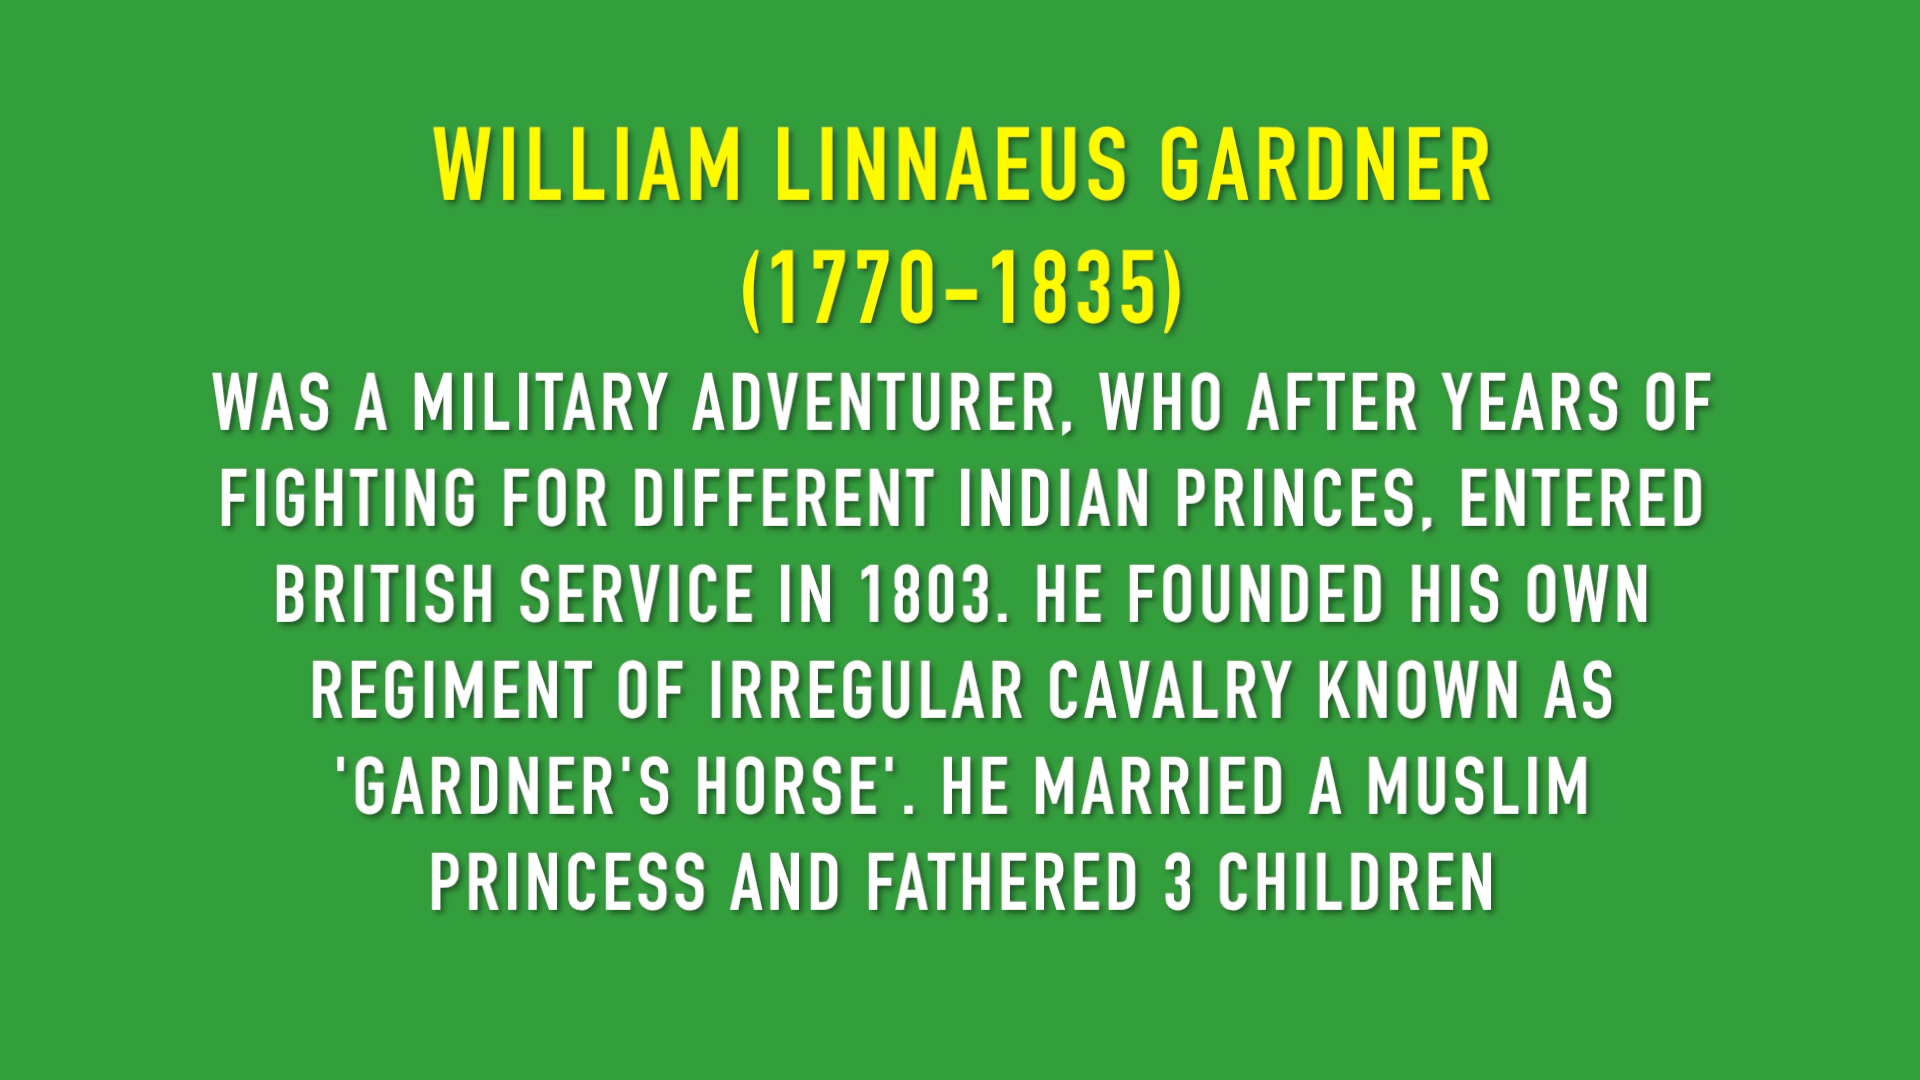 WILLIAM LINNAEUS GARDNER
(1770-1835)
WAS A MILITARY ADVENTURER, WHO AFTER YEARS OF
FIGHTING FOR DIFFERENT INDIAN PRINCES, ENTERED
BRITISH SERVICE IN 1803. HE FOUNDED HIS OWN
REGIMENT OF IRREGULAR CAVALRY KNOWN AS
'GARDNER'S HORSE'. HE MARRIED A MUSLIM
PRINCESS AND FATHERED 3 CHILDREN